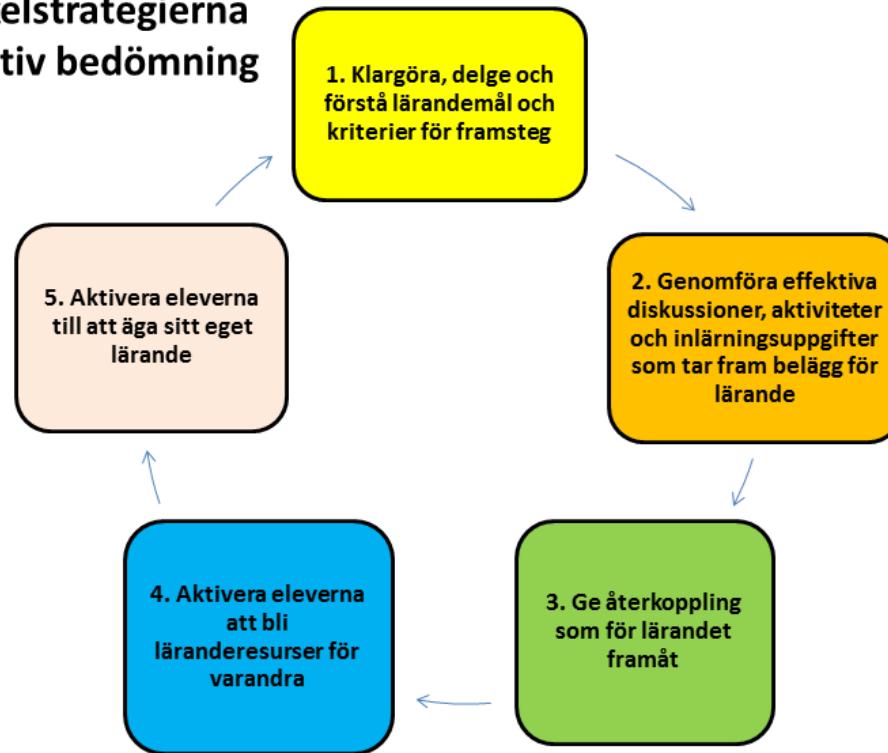 elstrategierna
tiv bedömning
1. Klargöra, delge och
förstå lärandemål och
kriterier för framsteg
2. Genomföra effektiva
diskussioner, aktiviteter
och inlärningsuppgifter
som tar fram belägg för
lärande
3. Ge återkoppling
som för lärandet
framåt
4. Aktivera eleverna
att bli
läranderesurser för
varandra
5. Aktivera eleverna
till att äga sitt eget
lärande